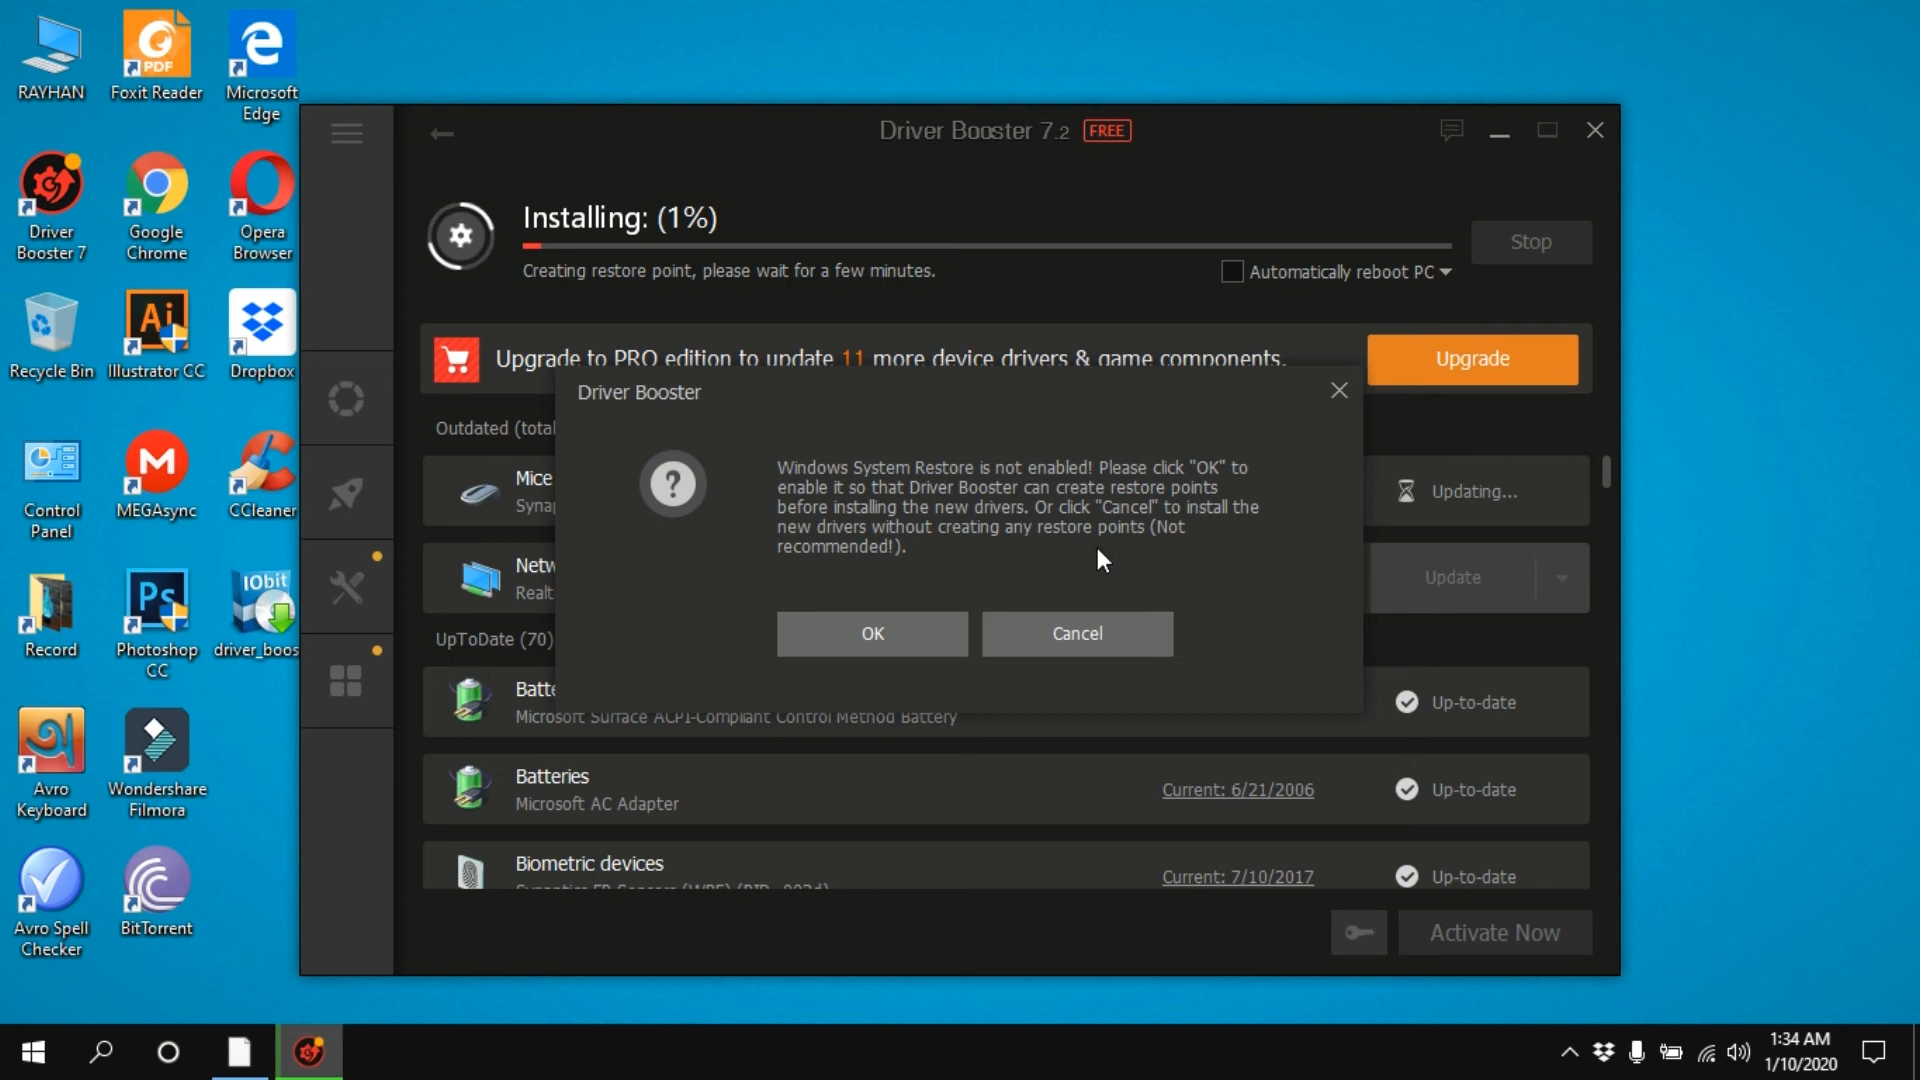 RAYHAN
Foxit Reader
Microsoft
Edge
Driver
Booster 7
Google
Chrome
Opera
Browser
Recycle Bin
Illustrator CC
Dropbox
Control
Panel
MEGAsync
CCleaner
Record
Photoshop
CC
driver_boos
Avro
Keyboard
Wondershare
Filmora
Avro Spell
Checker
BitTorrent
PDF
Ai
Ps
IObit
Driver Booster 7.2 FREE
Installing: (1%)
Stop
Creating restore point, please wait for a few minutes.
Automatically reboot PC
Upgrade to PRO edition to update 11 more device drivers & game components.
Upgrade
Outdated (total
Driver Booster
Windows System Restore is not enabled! Please click "OK" to
enable it so that Driver Booster can create restore points
before installing the new drivers. Or click "Cancel" to install the
new drivers without creating any restore points (Not
recommended!).
OK
Cancel
Mice
Synap
Updating...
Netw
Realt
Update
UpToDate (70)
Batte
Microsoft Surface ACPI-Compliant Control Method Battery
Up-to-date
Batteries
Microsoft AC Adapter
Current: 6/21/2006
Up-to-date
Biometric devices
Current: 7/10/2017
Up-to-date
Activate Now
1:34 AM
1/10/2020